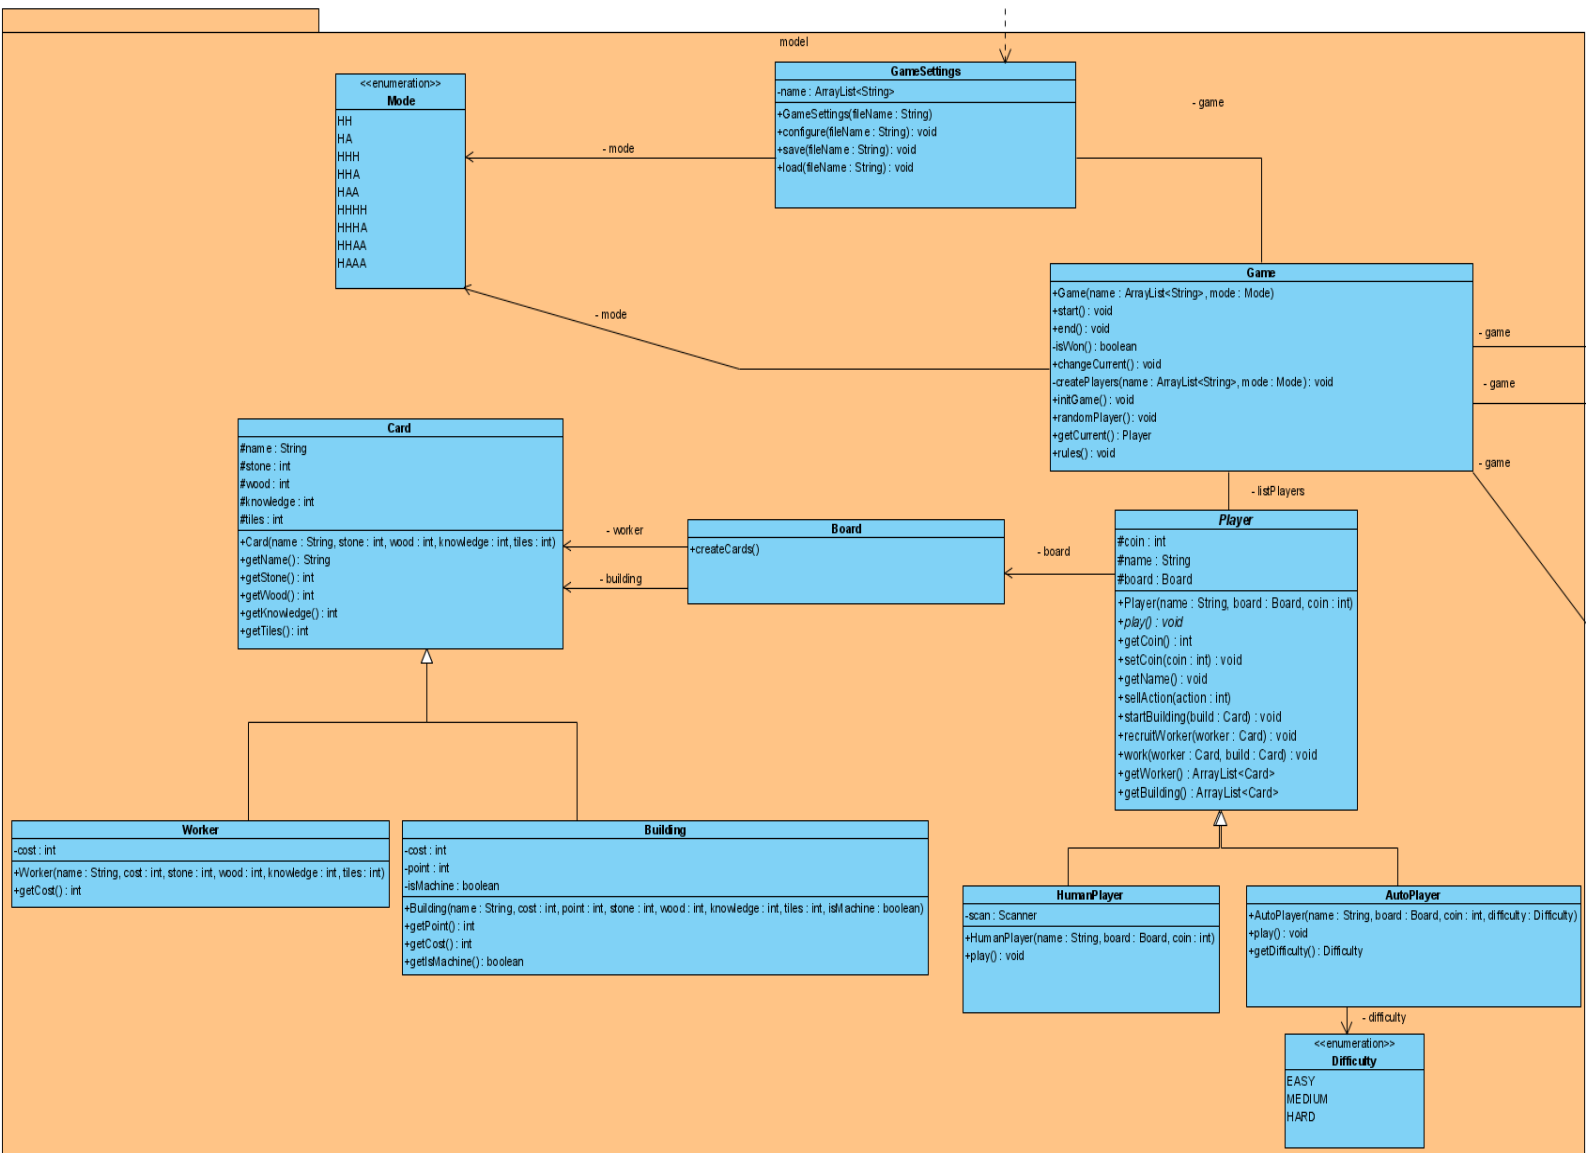 model
<<enumeration>>
Mode
HH
HA
HHH
HHA
HAA
HHHH
HHHA
HHAA
HAAA
- mode
GameSettings
-name : ArrayList<String>
+GameSettings(fileName : String)
+configure(fileName : String) : void
+save(fileName : String) : void
+load(fileName : String) : void
- game
- mode
Game
+Game(name : ArrayList<String>, mode : Mode)
+start() : void
+end() : void
-isWon() : boolean
+changeCurrent() : void
-createPlayers(name : ArrayList<String>, mode : Mode) : void
+initGame() : void
+randomPlayer() : void
+getCurrent() : Player
+rules() : void
- game
- game
- game
- listPlayers
Card
#name : String
#stone : int
#wood : int
#knowledge : int
#tiles : int
+Card(name : String, stone : int, wood : int, knowledge : int, tiles : int)
+getName() : String
+getStone() : int
+getWood() : int
+getKnowledge() : int
+getTiles() : int
- worker
- building
Board
+createCards()
- board
Player
#coin : int
#name : String
#board : Board
+Player(name : String, board : Board, coin : int)
+play() : void
+getCoin() : int
+setCoin(coin : int) : void
+getName() : void
+sellAction(action : int)
+startBuilding(build : Card) : void
+recruitWorker(worker : Card) : void
+work(worker : Card, build : Card) : void
+getWorker() : ArrayList<Card>
+getBuilding() : ArrayList<Card>
Worker
-cost : int
+Worker(name : String, cost : int, stone : int, wood : int, knowledge : int, tiles : int)
+getCost() : int
Building
-cost : int
-point : int
-isMachine : boolean
+Building(name : String, cost : int, point : int, stone : int, wood : int, knowledge : int, tiles : int, isMachine : boolean)
+getPoint() : int
+getCost() : int
+getIsMachine() : boolean
HumanPlayer
-scan : Scanner
+HumanPlayer(name : String, board : Board, coin : int)
+play() : void
AutoPlayer
+AutoPlayer(name : String, board : Board, coin : int, difficulty : Difficulty)
+play() : void
+getDifficulty() : Difficulty
- difficulty
<<enumeration>>
Difficulty
EASY
MEDIUM
HARD